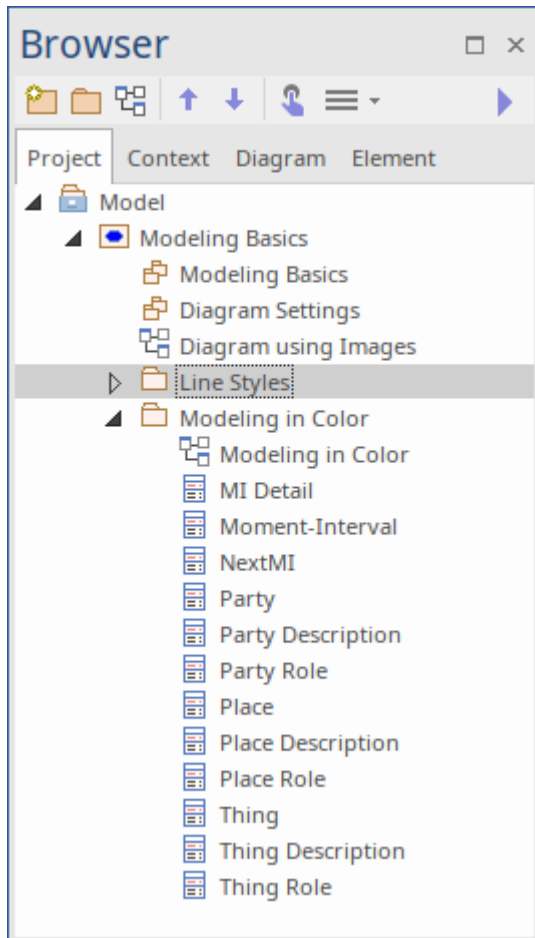 Browser
Project Context Diagram Element
Model
Modeling Basics
Modeling Basics
Diagram Settings
Diagram using Images
Line Styles
Modeling in Color
Modeling in Color
MI Detail
Moment-Interval
NextMI
Party
Party Description
Party Role
Place
Place Description
Place Role
Thing
Thing Description
Thing Role